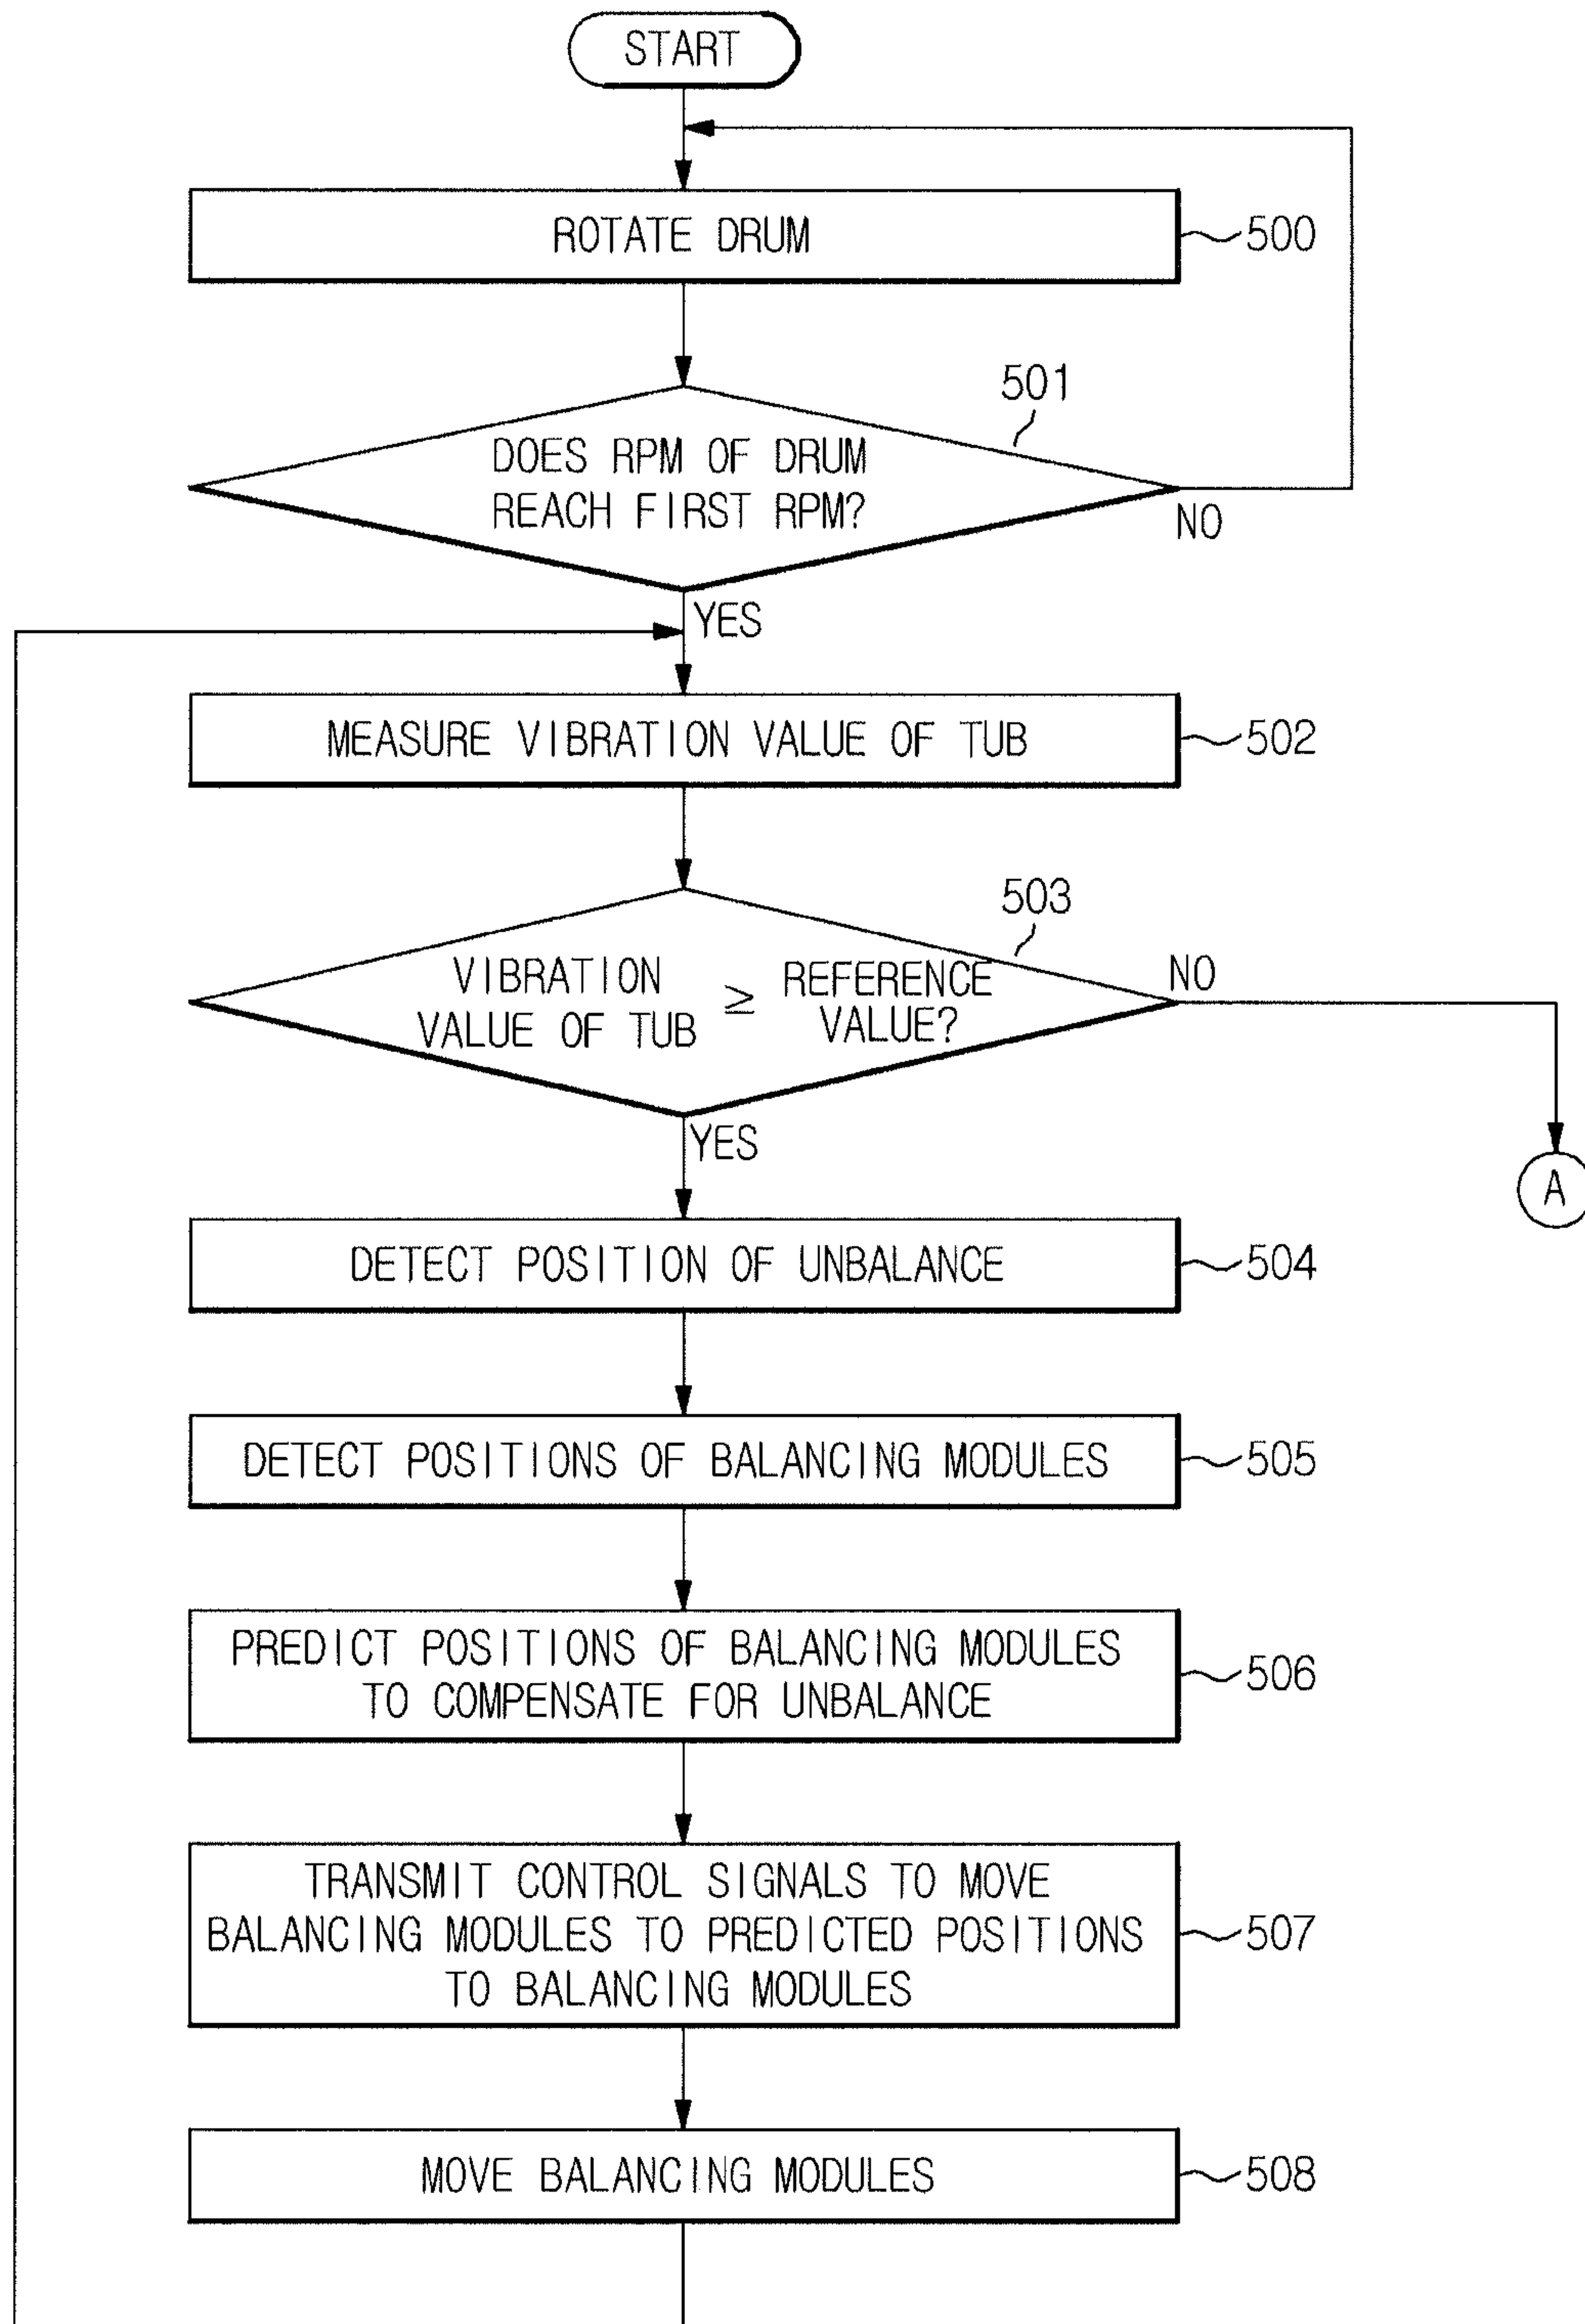 START
ROTATE DRUM
500
501
DOES RPM OF DRUM
REACH FIRST RPM?
NO
YES
MEASURE VIBRATION VALUE OF TUB
502
503
VIBRATION
VALUE OF TUB
≥
REFERENCE
VALUE?
NO
YES
A
DETECT POSITION OF UNBALANCE
504
DETECT POSITIONS OF BALANCING MODULES
505
PREDICT POSITIONS OF BALANCING MODULES
TO COMPENSATE FOR UNBALANCE
506
TRANSMIT CONTROL SIGNALS TO MOVE
BALANCING MODULES TO PREDICTED POSITIONS
TO BALANCING MODULES
507
MOVE BALANCING MODULES
508